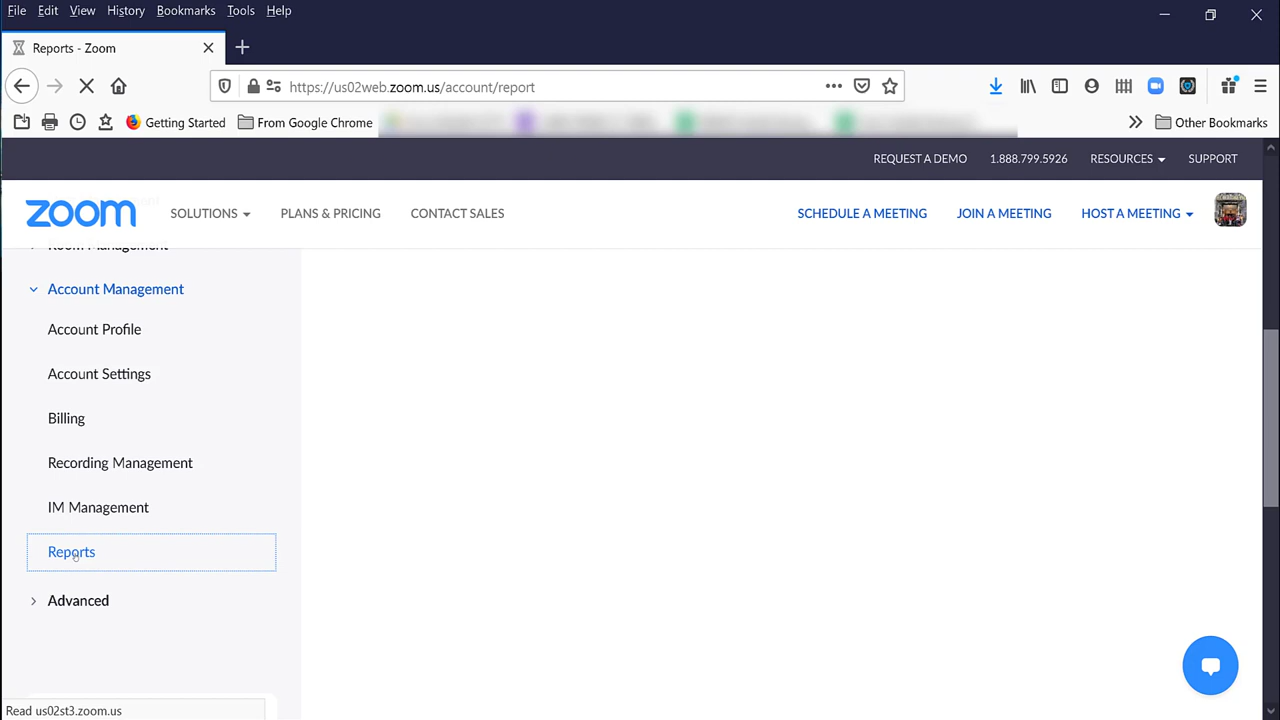 File Edit View History Bookmarks Tools Help
Reports - Zoom
https://us02web.zoom.us/account/report
Getting Started From Google Chrome Other Bookmarks
REQUEST A DEMO 1.888.799.5926 RESOURCES SUPPORT
zoom SOLUTIONS PLANS & PRICING CONTACT SALES SCHEDULE A MEETING JOIN A MEETING HOST A MEETING
Room Management
Account Management
Account Profile
Account Settings
Billing
Recording Management
IM Management
Reports
Advanced
Read us02st3.zoom.us